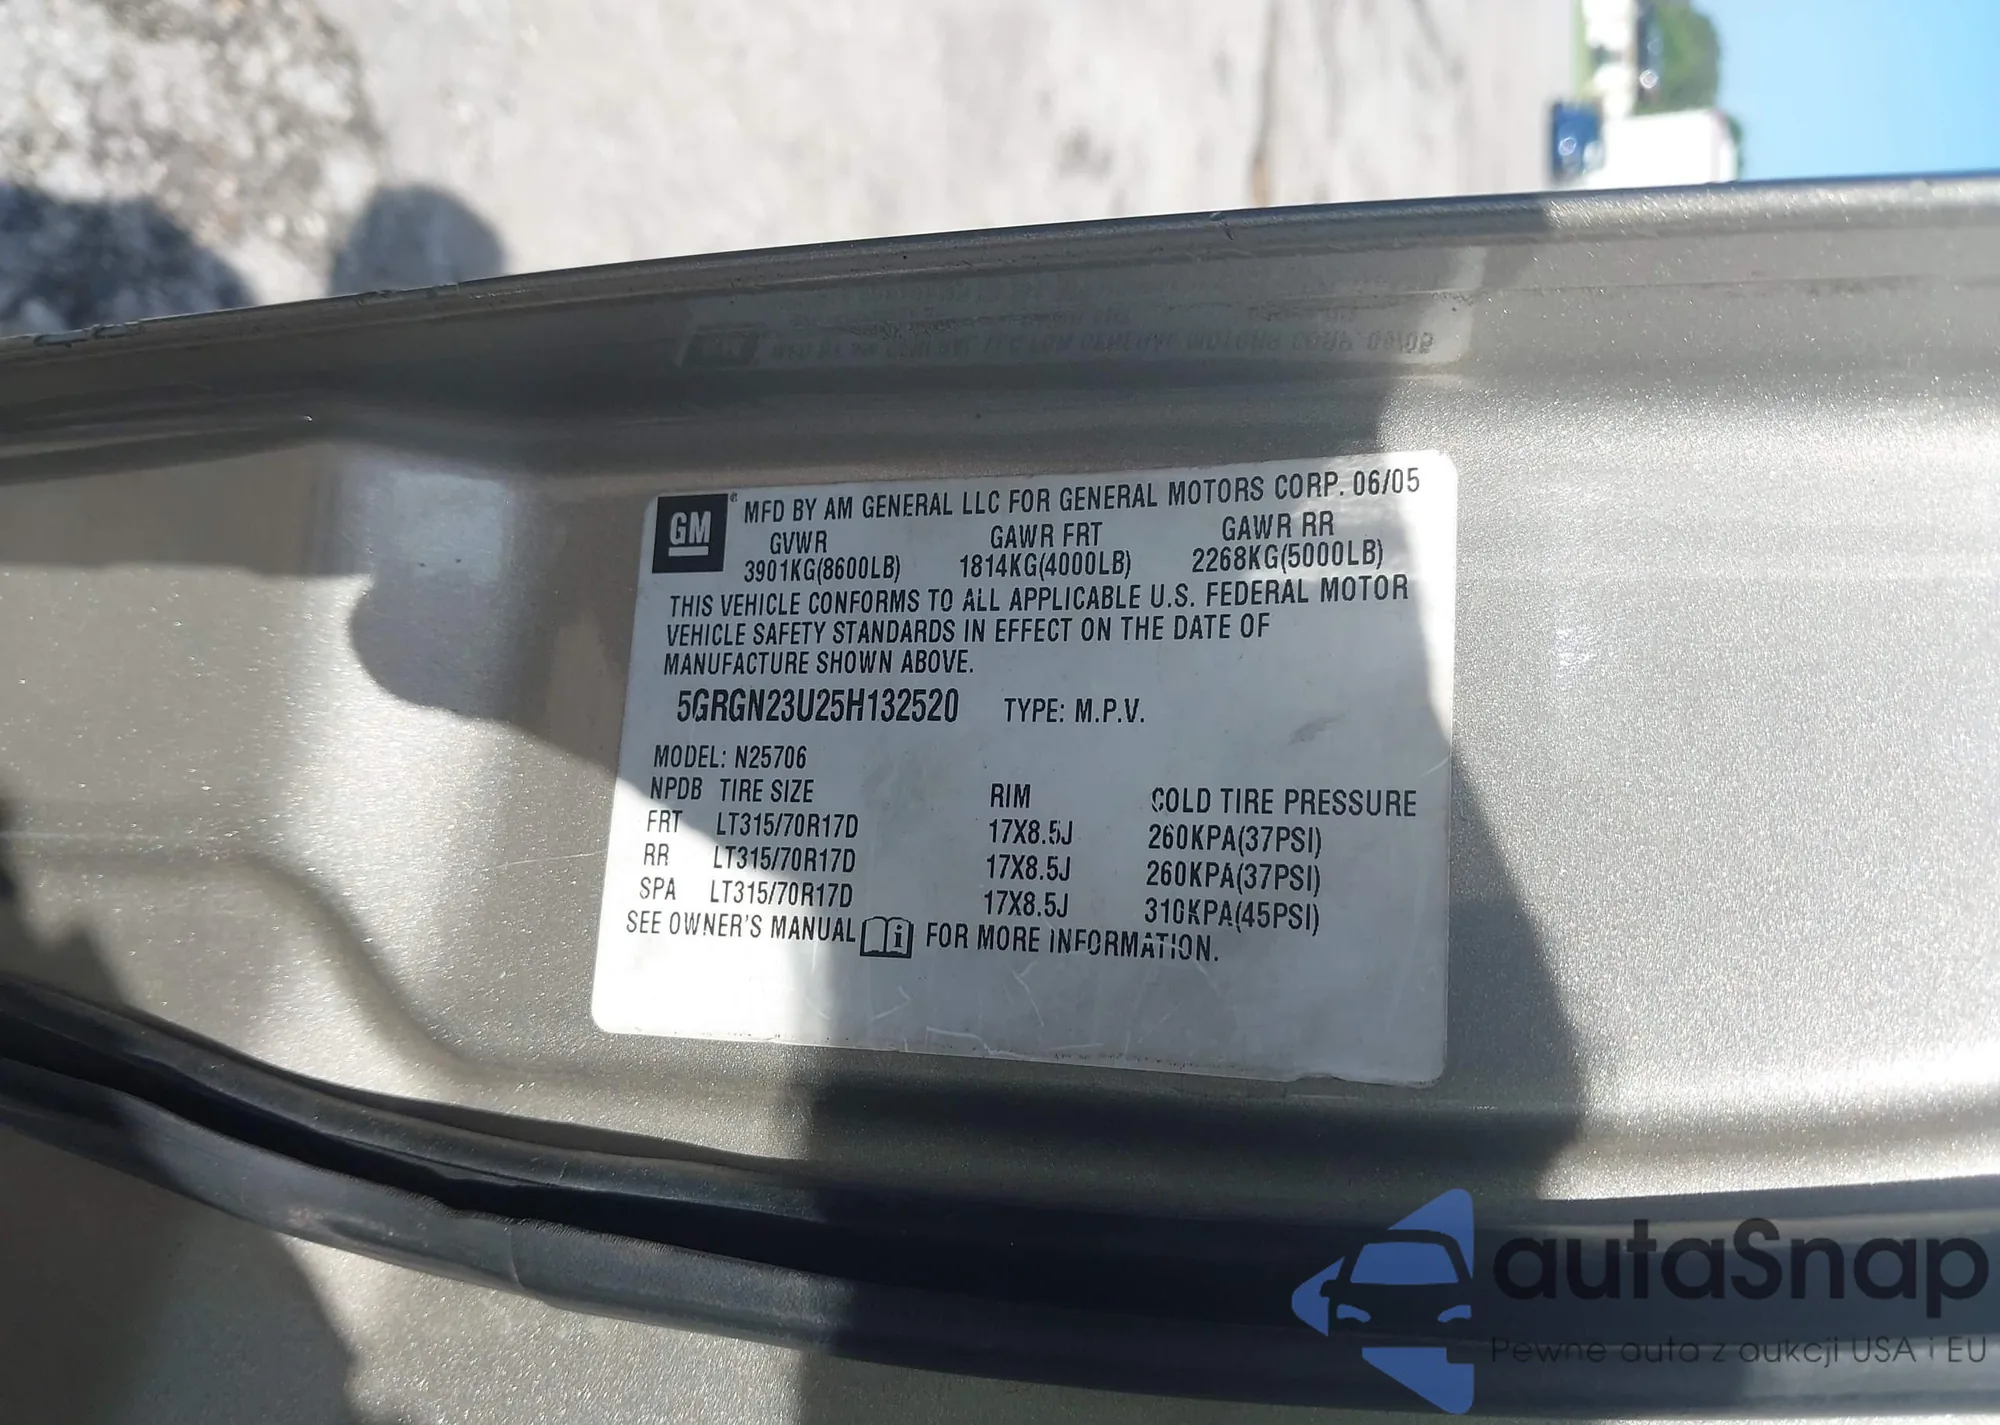 GM® MFD BY AM GENERAL LLC FOR GENERAL MOTORS CORP. 06/05
GVWR GAWR FRT GAWR RR
3901KG(8600LB) 1814KG(4000LB) 2268KG(5000LB)
THIS VEHICLE CONFORMS TO ALL APPLICABLE U.S. FEDERAL MOTOR
VEHICLE SAFETY STANDARDS IN EFFECT ON THE DATE OF
MANUFACTURE SHOWN ABOVE.
5GRGN23U25H132520 TYPE: M.P.V.
MODEL: N25706
NPDB TIRE SIZE RIM COLD TIRE PRESSURE
FRT LT315/70R17D 17X8.5J 260KPA(37PSI)
RR LT315/70R17D 17X8.5J 260KPA(37PSI)
SPA LT315/70R17D 17X8.5J 310KPA(45PSI)
SEE OWNER'S MANUAL i FOR MORE INFORMATION.
autaSnap
Pewne auta z aukcji USA i EU